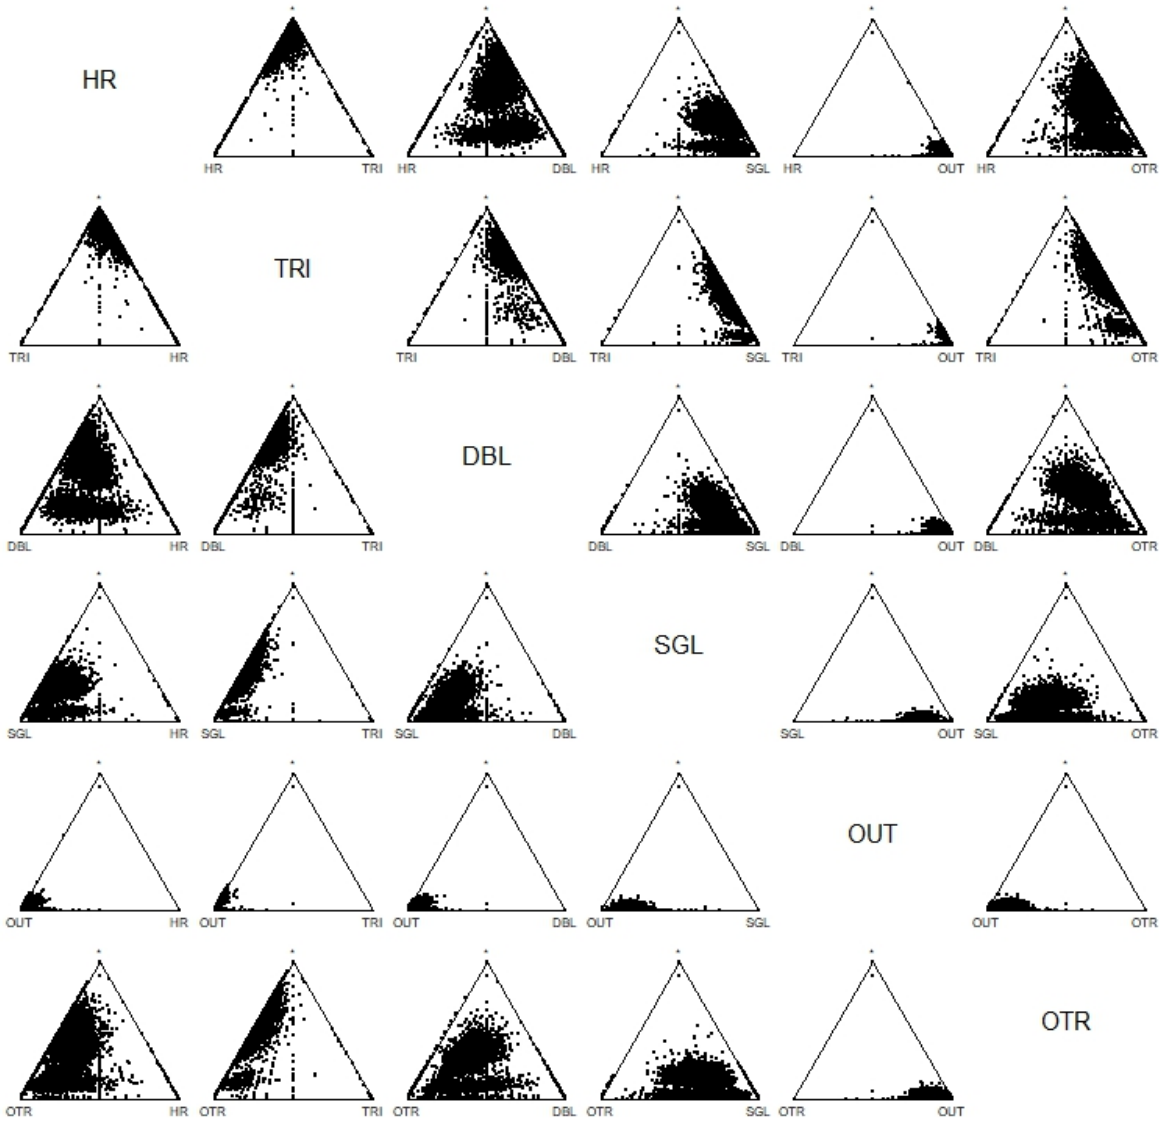 HR
*
*
*
*
*
HR TRI
HR DBL
HR SGL
HR OUT
HR OTR
*
TRI
*
*
*
*
TRI HR
TRI DBL
TRI SGL
TRI OUT
TRI OTR
*
*
DBL
*
*
*
DBL HR
DBL TRI
DBL SGL
DBL OUT
DBL OTR
*
*
*
SGL
*
*
SGL HR
SGL TRI
SGL DBL
SGL OUT
SGL OTR
*
*
*
*
OUT
*
OUT HR
OUT TRI
OUT DBL
OUT SGL
OUT OTR
*
*
*
*
*
OTR
OTR HR
OTR TRI
OTR DBL
OTR SGL
OTR OUT